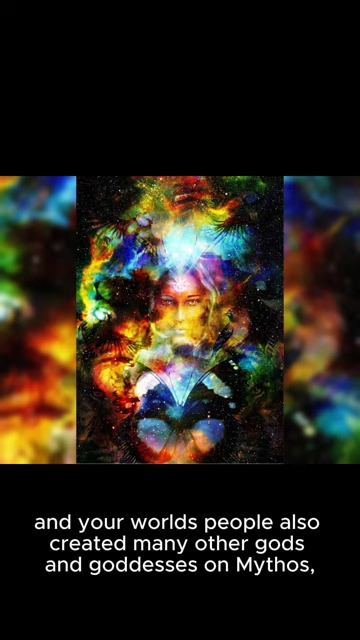 and your worlds people also
created many other gods
and goddesses on Mythos,